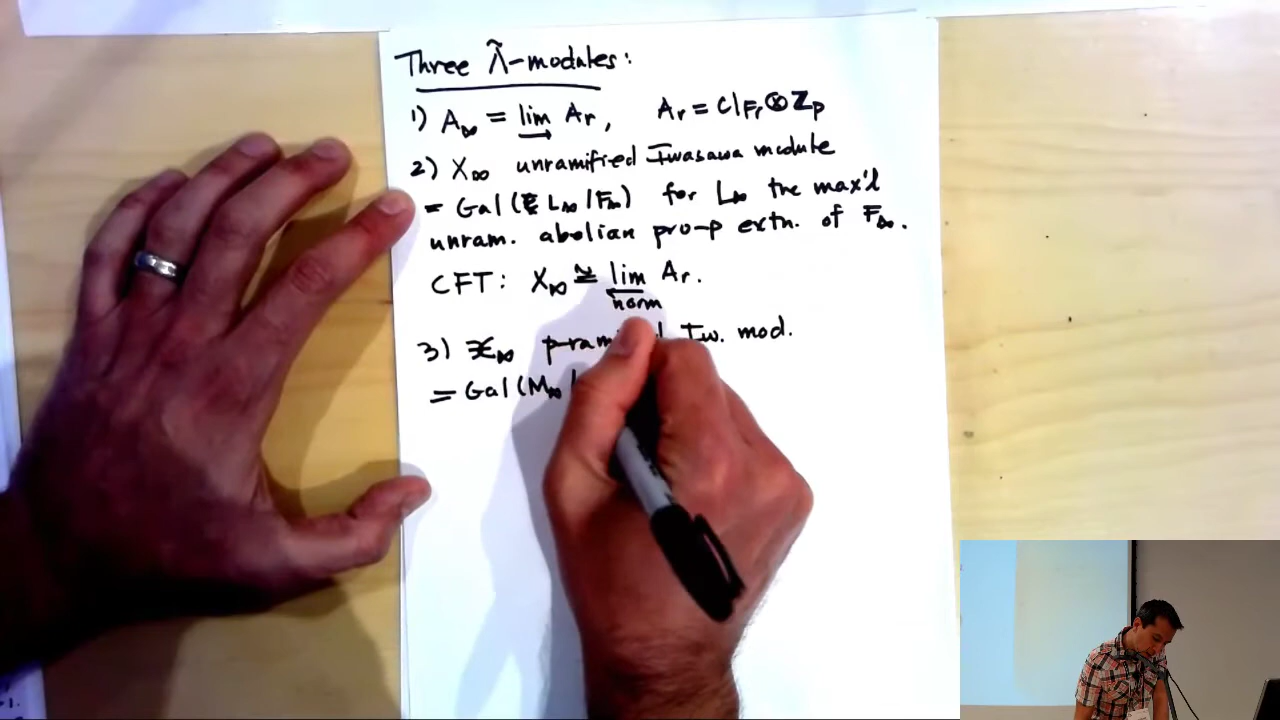 Three Λ̃-modules:
1) A∞ = lim→ Ar, Ar = Cl Fr ⊗ ℤp
2) X∞ unramified Iwasawa module
= Gal( L∞ / F∞) for L∞ the max'l
unram. abelian pro-p extn. of F∞.
CFT: X∞ ≅ lim← Ar.
norm
3) 𝔛∞ Iw. mod.
= Gal(M∞ /